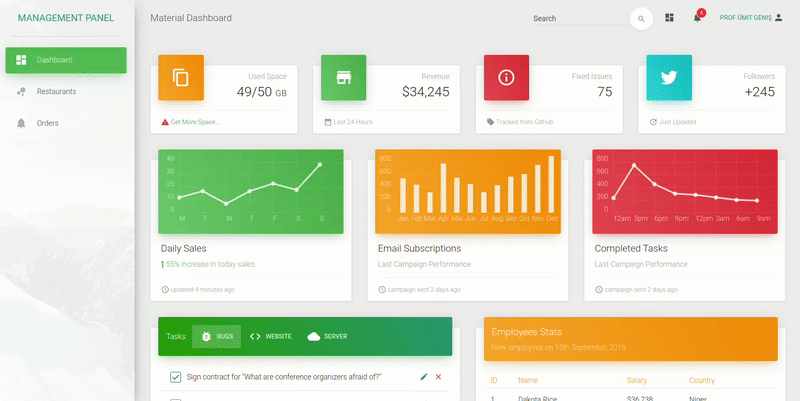 MANAGEMENT PANEL
Material Dashboard
Search
5
PROF ÜMİT GENİŞ
Dashboard
Restaurants
Orders
Used Space
49/50 GB
Get More Space...
Revenue
$34,245
Last 24 Hours
Fixed Issues
75
Tracked from Github
Followers
+245
Just Updated
40
30
20
10
0
M T W T F S S
Daily Sales
55% increase in today sales.
updated 4 minutes ago
800
600
400
200
0
Jan Feb Mar Apr Mai Jun Jul Aug Sep Oct Nov Dec
Email Subscriptions
Last Campaign Performance
campaign sent 2 days ago
800
600
400
200
0
12am 3pm 6pm 9pm 12pm 3am 6am 9am
Completed Tasks
Last Campaign Performance
campaign sent 2 days ago
Tasks: BUGS WEBSITE SERVER
Sign contract for "What are conference organizers afraid of?"
Employees Stats
New employees on 15th September, 2016
ID Name Salary Country
1 Dakota Rice $36,738 Niger